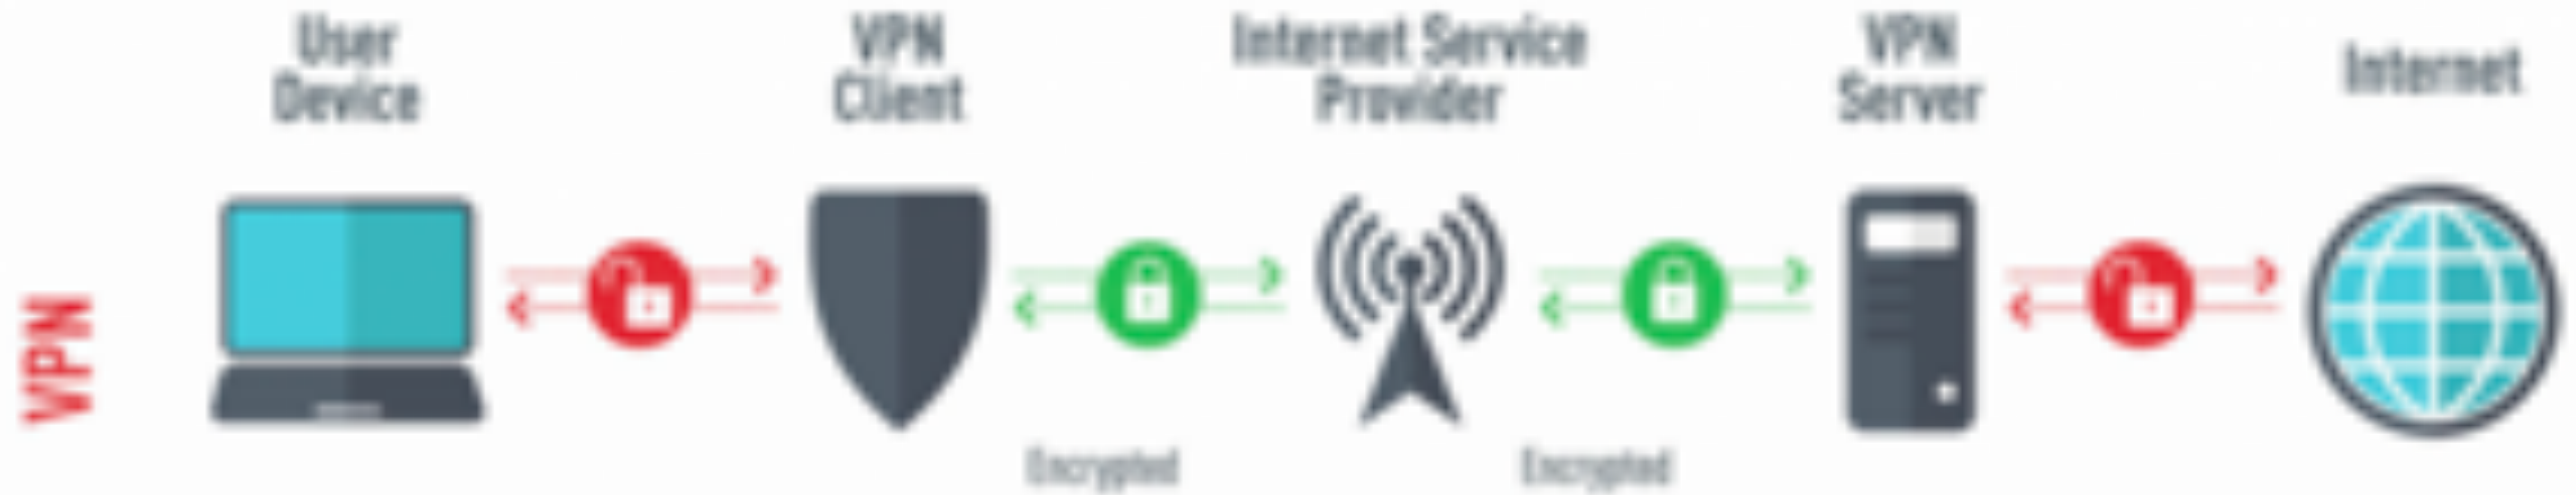 User
Device
VPN
Client
Internet Service
Provider
VPN
Server
Internet
VPN
Encrypted
Encrypted